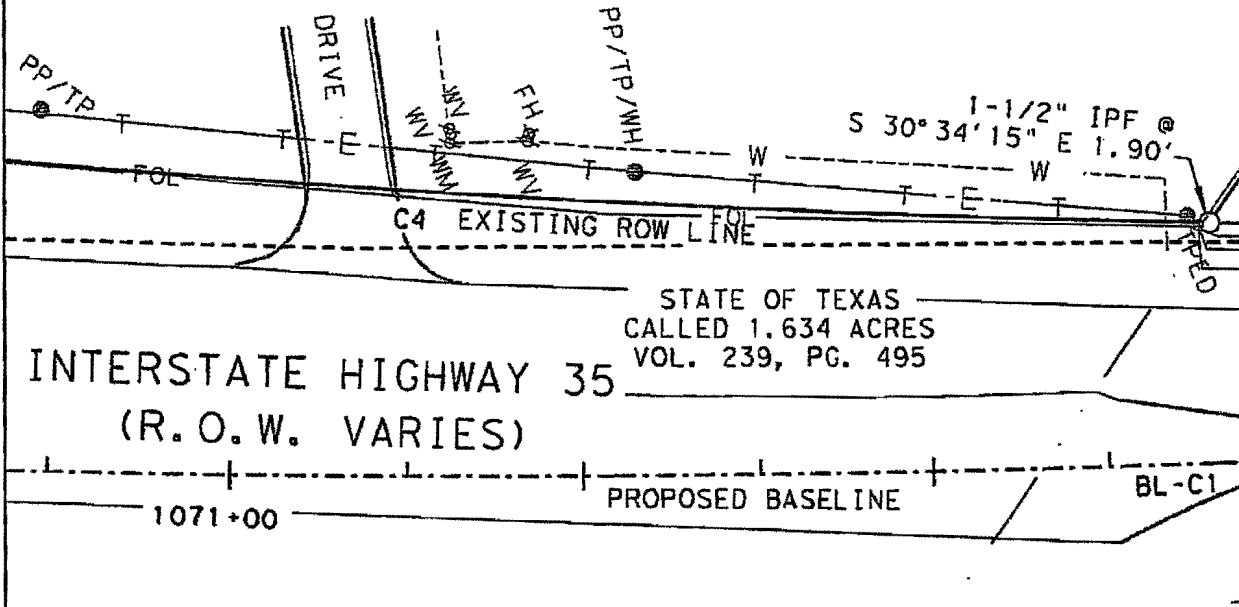 DRIVE
PP/TP/WH
PP/TP
WV
FH
WV
1-1/2" IPF @
S 30°34'15" E 1.90'
T
T
E
WM
WV
T
W
W
T
T
E
T
FOL
C4 EXISTING ROW LINE
FOL
STATE OF TEXAS
CALLED 1.634 ACRES
VOL. 239, PG. 495
INTERSTATE HIGHWAY 35
(R.O.W. VARIES)
PROPOSED BASELINE
BL-C1
1071+00